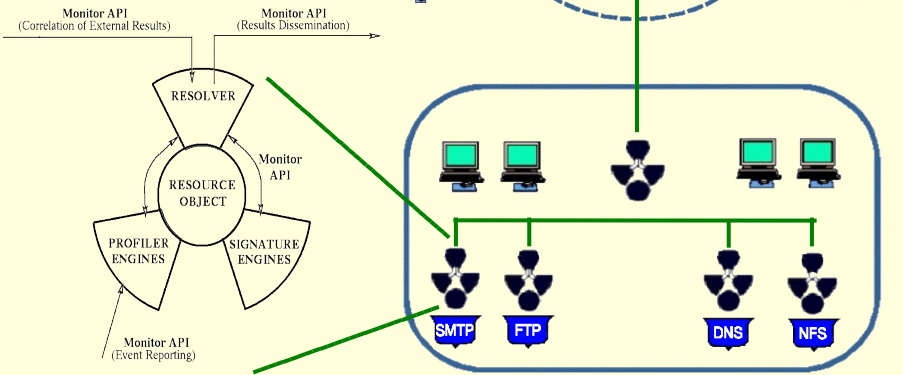 Monitor API
(Correlation of External Results)
Monitor API
(Results Dissemination)
RESOLVER
Monitor
API
RESOURCE
OBJECT
PROFILER
ENGINES
SIGNATURE
ENGINES
Monitor API
(Event Reporting)
SMTP
FTP
DNS
NFS